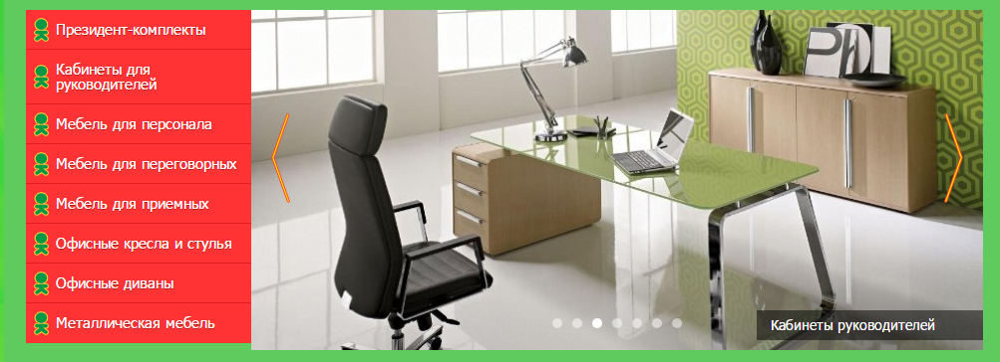 Президент-комплекты
Кабинеты для
руководителей
Мебель для персонала
Мебель для переговорных
Мебель для приемных
Офисные кресла и стулья
Офисные диваны
Металлическая мебель
Кабинеты руководителей